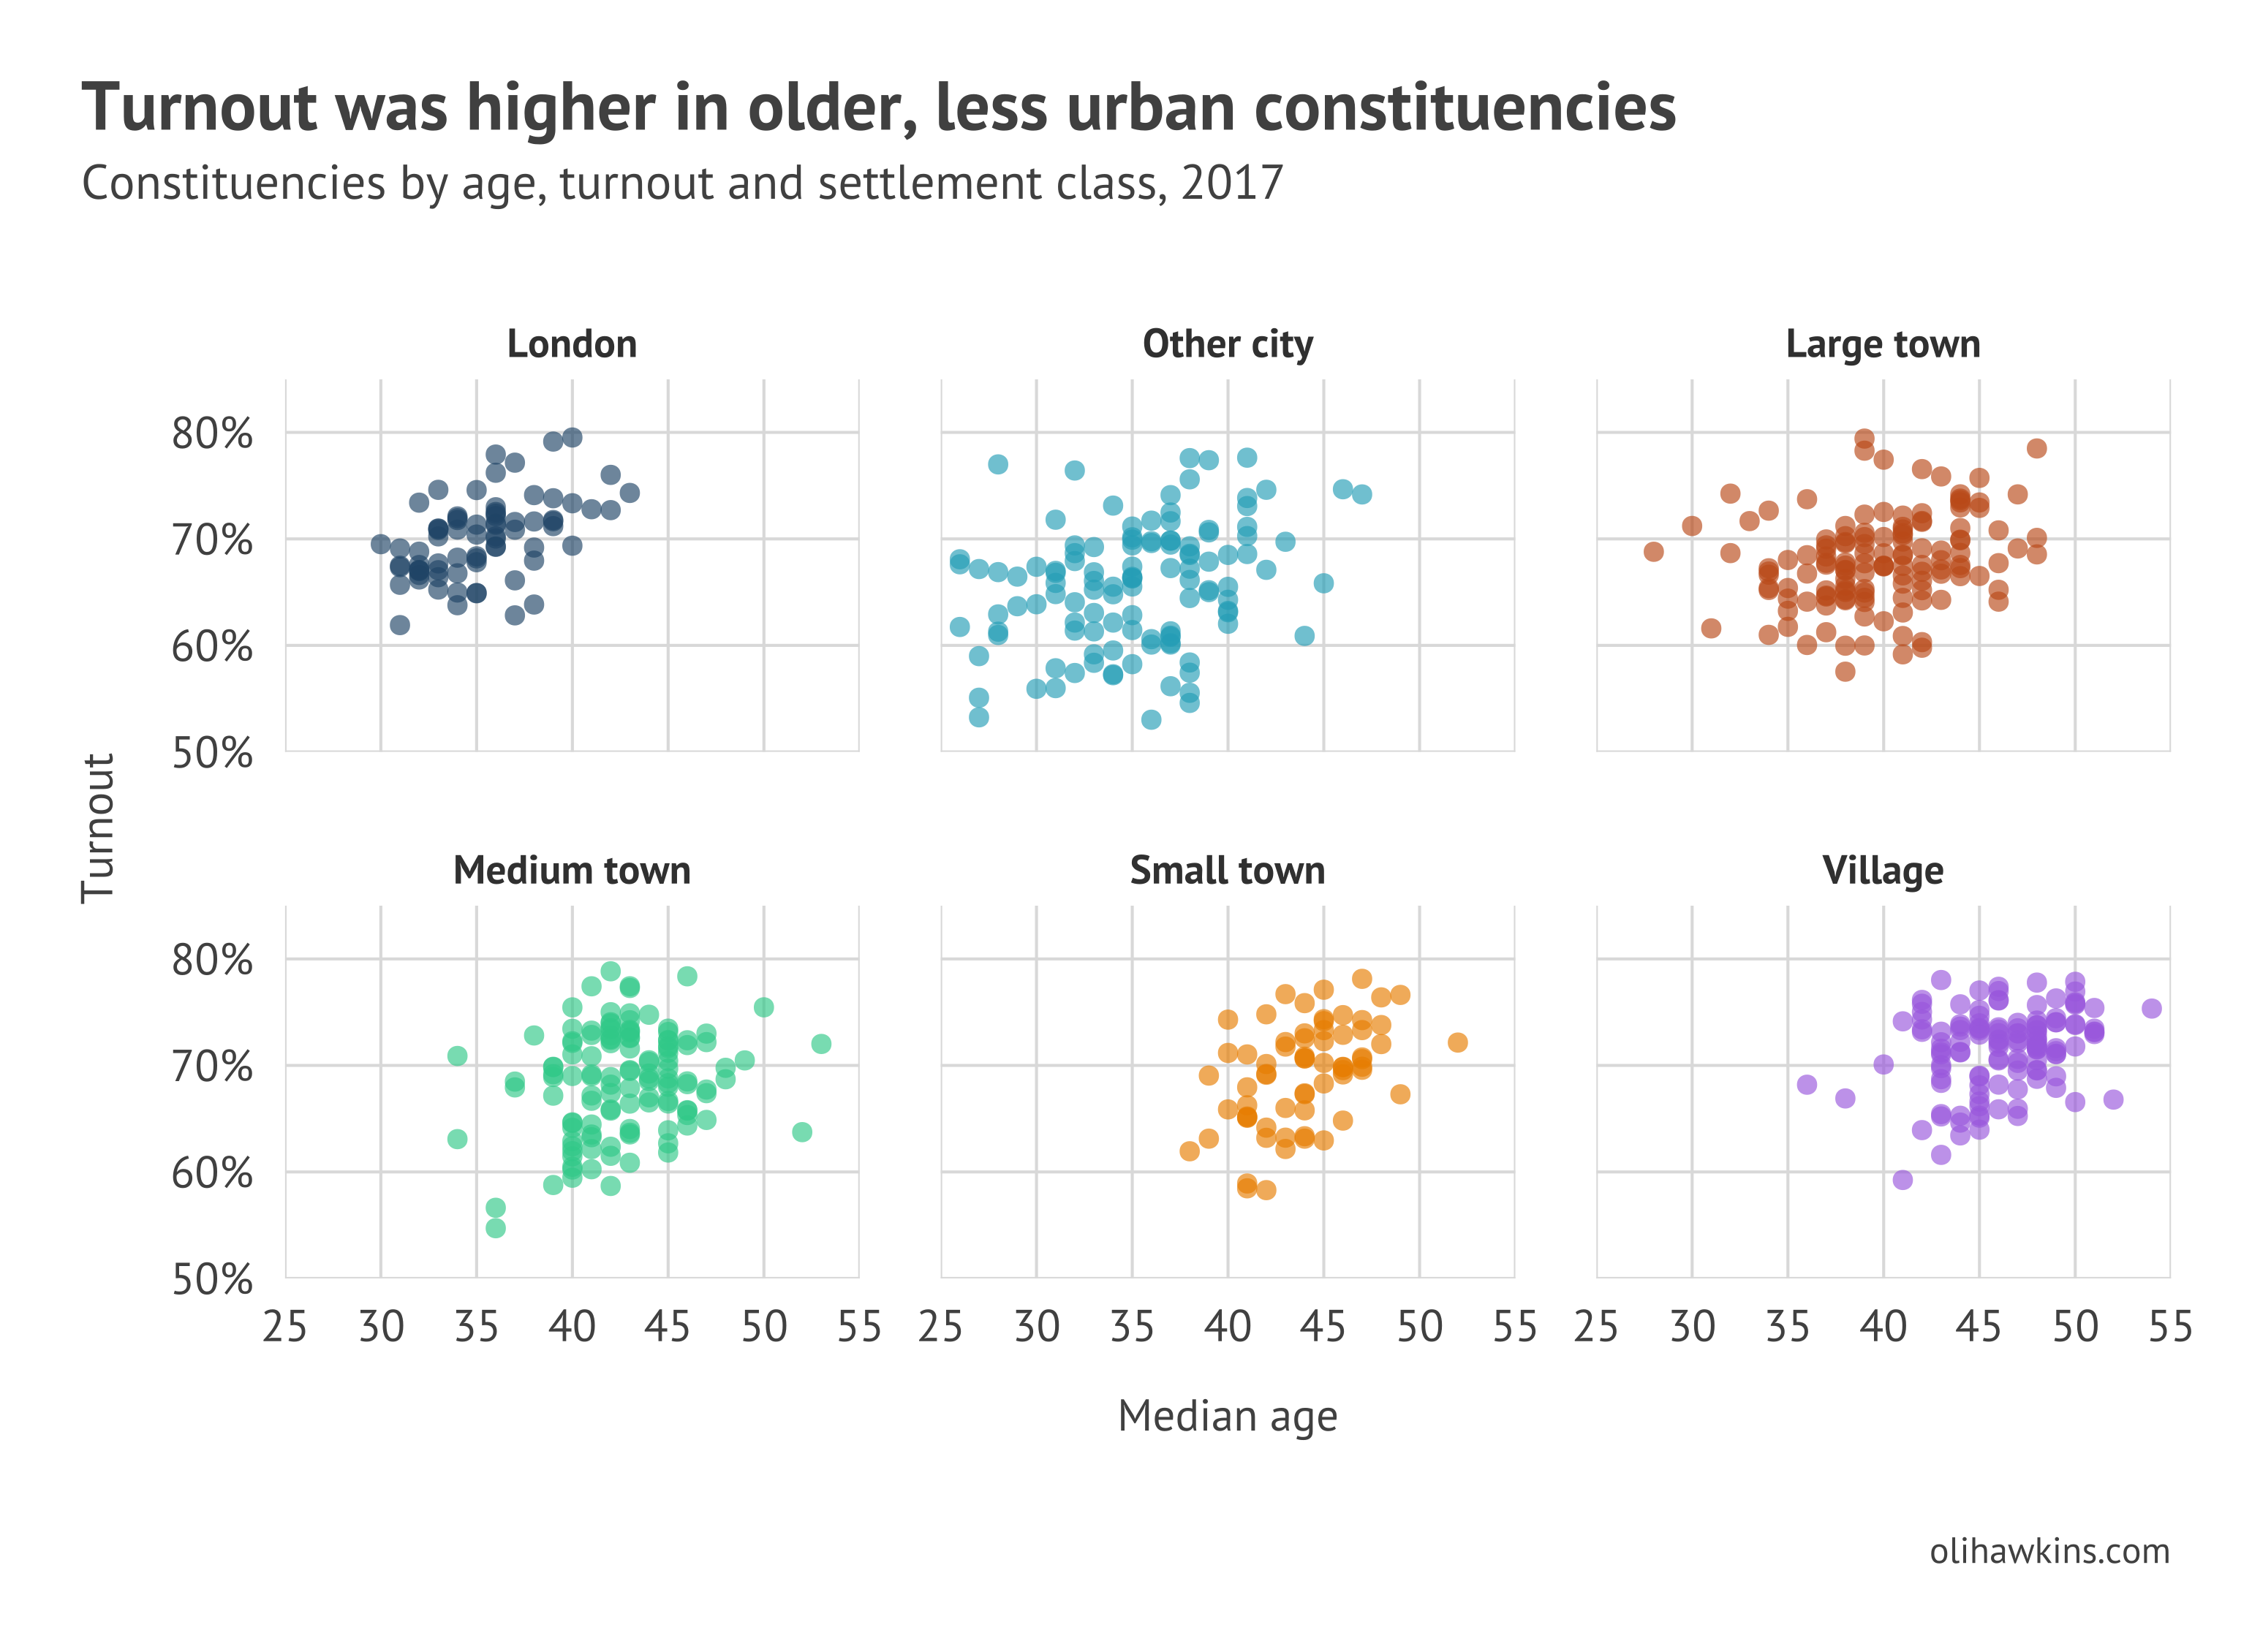 Turnout was higher in older, less urban constituencies
Constituencies by age, turnout and settlement class, 2017
London
Other city
Large town
80%
70%
60%
50%
Turnout
Medium town
Small town
Village
80%
70%
60%
50%
25 30 35 40 45 50 55 25 30 35 40 45 50 55 25 30 35 40 45 50 55
Median age
olihawkins.com